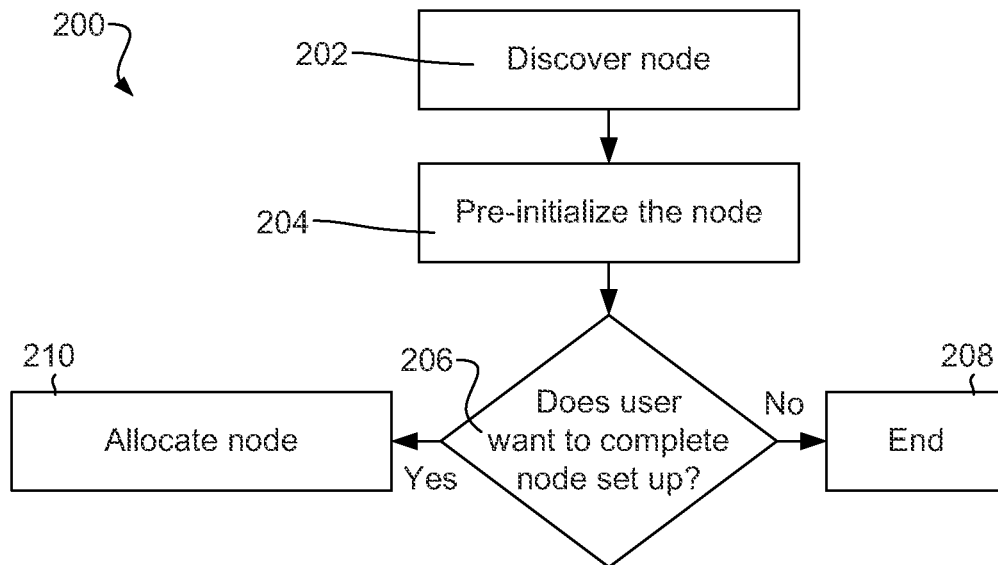 200
202
Discover node
204
Pre-initialize the node
210
206
208
Allocate node
Yes
Does user
want to complete
node set up?
No
End